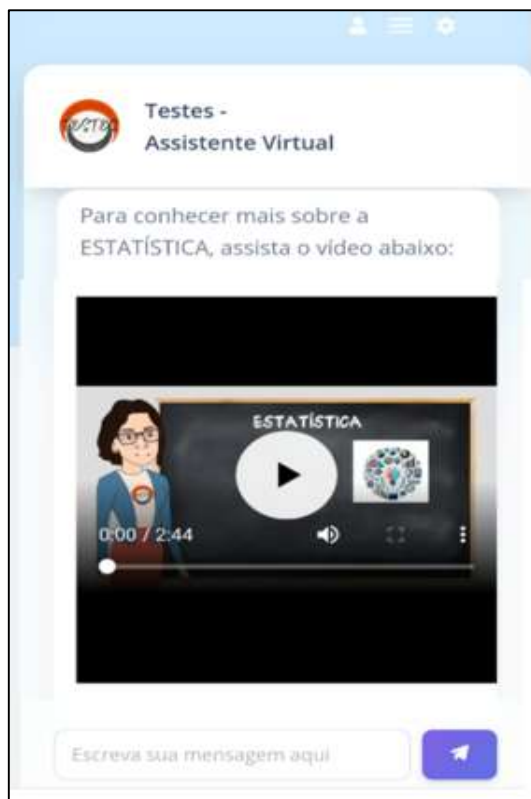 Testes -
Assistente Virtual
Para conhecer mais sobre a
ESTATÍSTICA, assista o vídeo abaixo:
ESTATÍSTICA
0:00 / 2:44
Escreva sua mensagem aqui